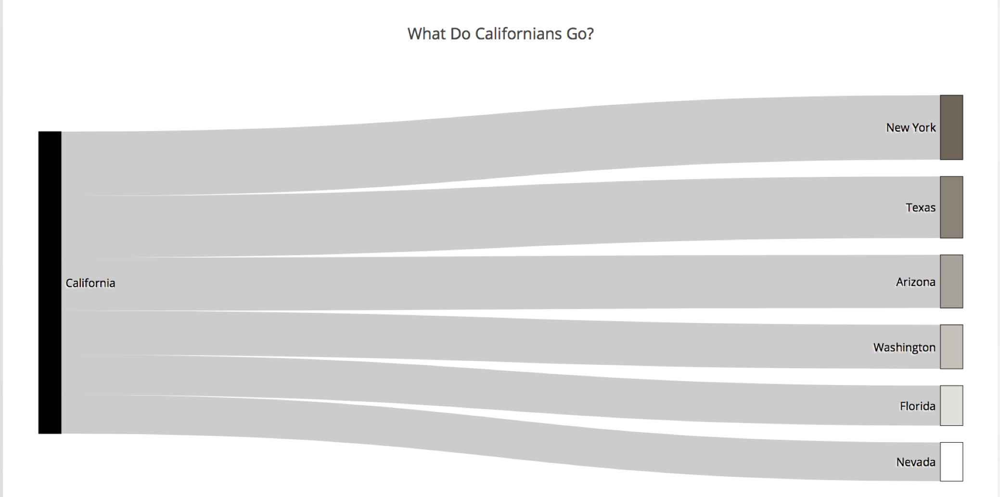 What Do Californians Go?
New York
Texas
California
Arizona
Washington
Florida
Nevada